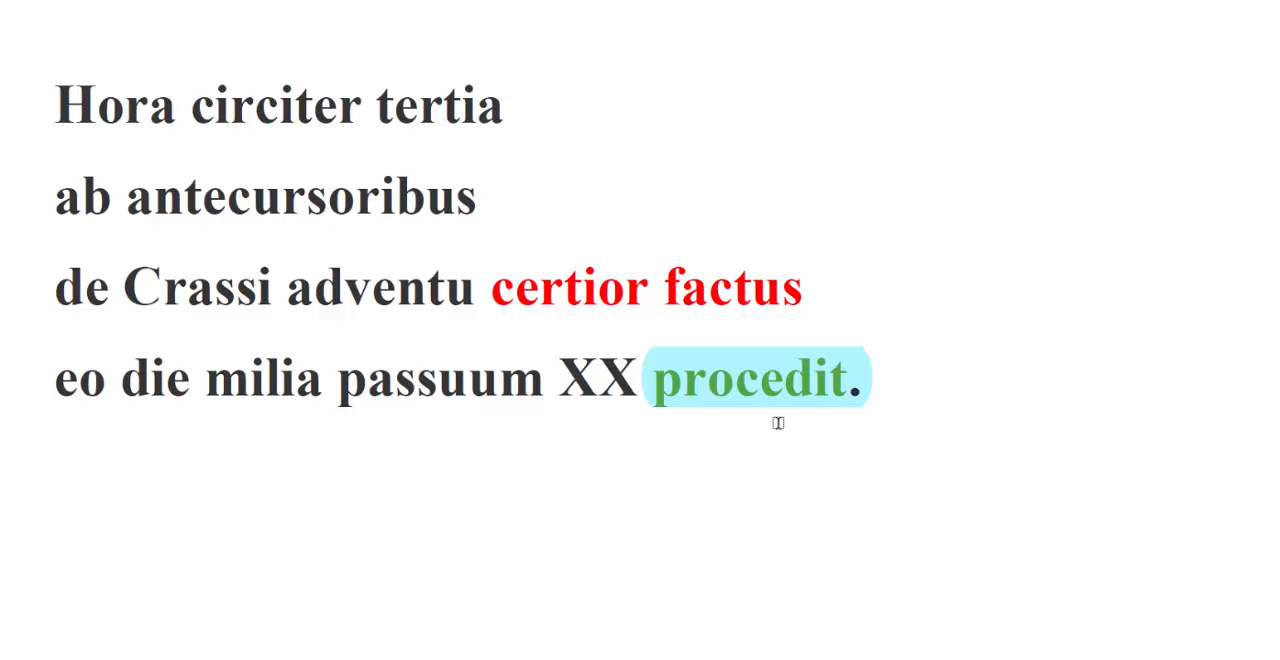 Hora circiter tertia
ab antecursoribus
de Crassi adventu certior factus
eo die milia passuum XX procedit.